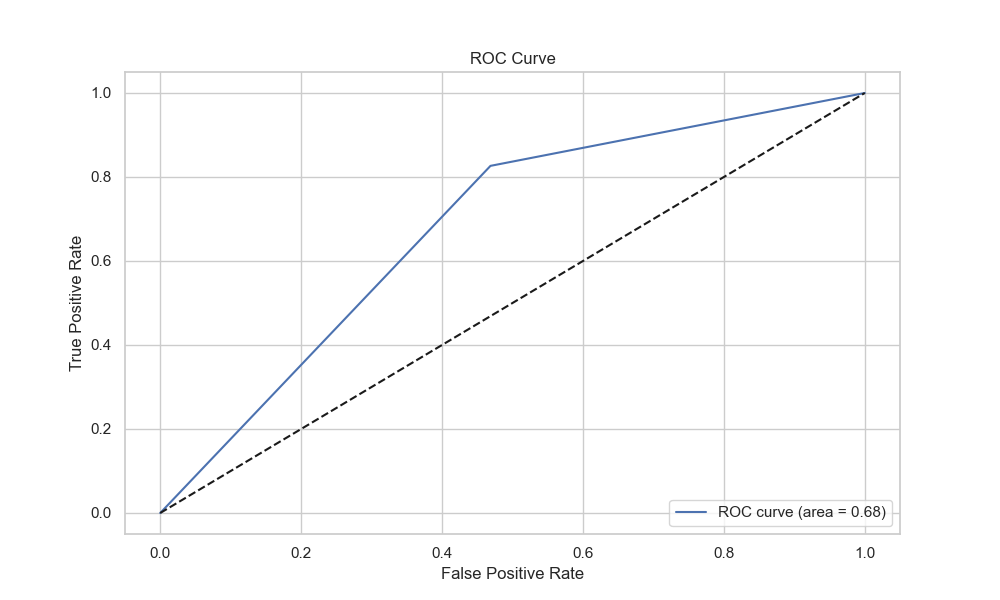 ROC Curve
1.0
0.8
0.6
0.4
0.2
0.0
True Positive Rate
ROC curve (area = 0.68)
0.0 0.2 0.4 0.6 0.8 1.0
False Positive Rate